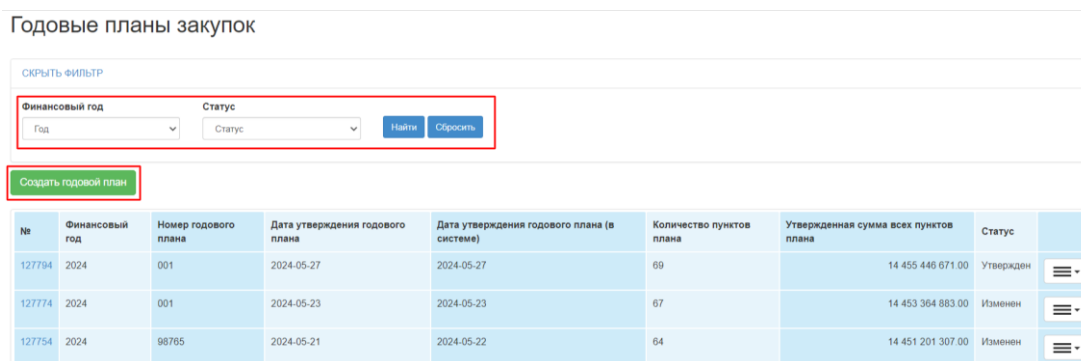 Годовые планы закупок
СКРЫТЬ ФИЛЬТР
Финансовый год Статус
Год Статус Найти Сбросить
Создать годовой план
№ Финансовый год Номер годового плана Дата утверждения годового плана Дата утверждения годового плана (в системе) Количество пунктов плана Утвержденная сумма всех пунктов плана Статус
127794 2024 001 2024-05-27 2024-05-27 69 14 455 446 671.00 Утвержден
127774 2024 001 2024-05-23 2024-05-23 67 14 453 364 883.00 Изменен
127754 2024 98765 2024-05-21 2024-05-22 64 14 451 201 307.00 Изменен